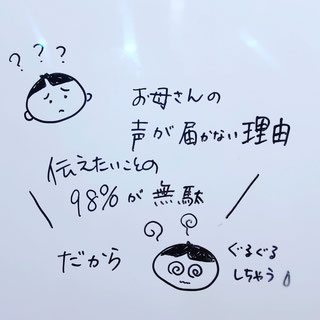 ？？？
お母さんの
声が届かない理由
伝えたいことの
98%が無駄
だから
？
ぐるぐる
しちゃう